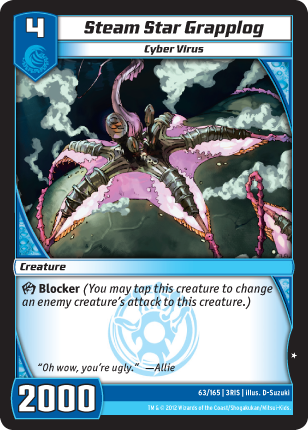 4
Steam Star Grapplog
Cyber Virus
Creature
Blocker (You may tap this creature to change
an enemy creature's attack to this creature.)
"Oh wow, you're ugly." —Allie
2000
63/165 | 3RIS | illus. D-Suzuki
TM & © 2012 Wizards of the Coast/Shogakukan/Mitsui-Kids